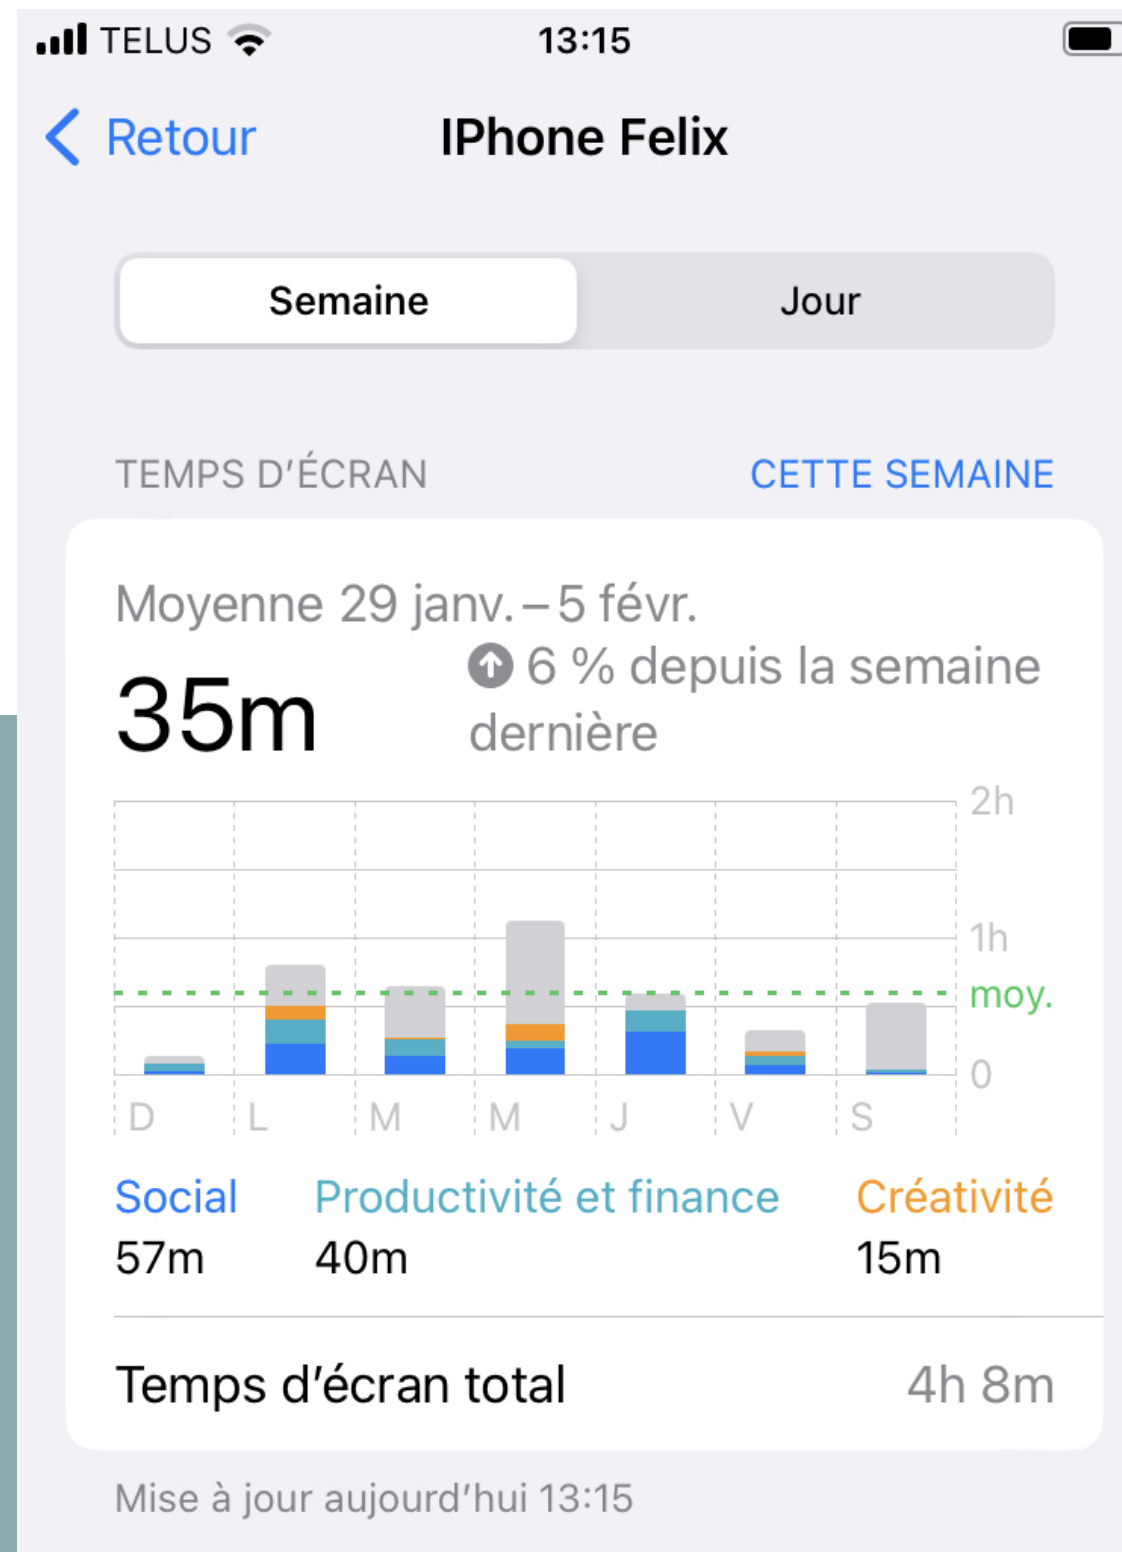 TELUS 13:15
Retour IPhone Felix
Semaine Jour
TEMPS D'ÉCRAN CETTE SEMAINE
Moyenne 29 janv. – 5 févr.
35m 6 % depuis la semaine
dernière
2h
1h
moy.
0
D L M M J V S
Social Productivité et finance Créativité
57m 40m 15m
Temps d'écran total 4h 8m
Mise à jour aujourd'hui 13:15